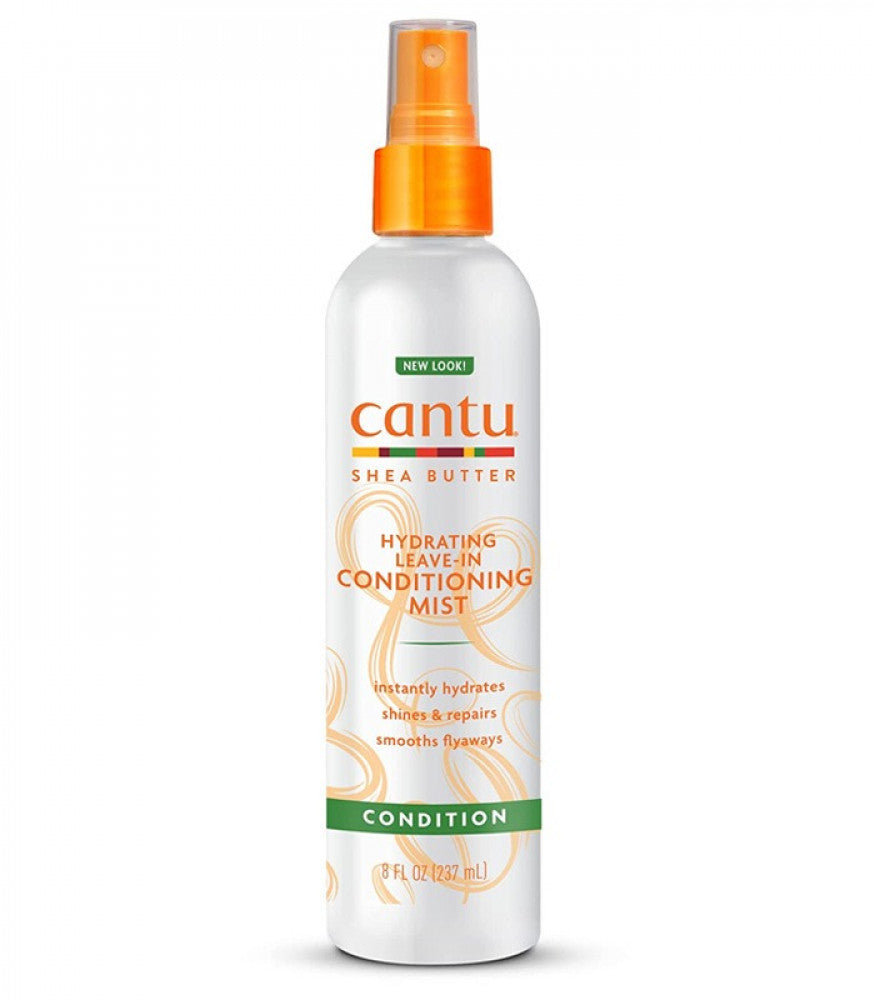 NEW LOOK!
cantu®
SHEA BUTTER
HYDRATING
LEAVE-IN
CONDITIONING
MIST
instantly hydrates
shines & repairs
smooths flyaways
CONDITION
8 FL OZ (237 mL)